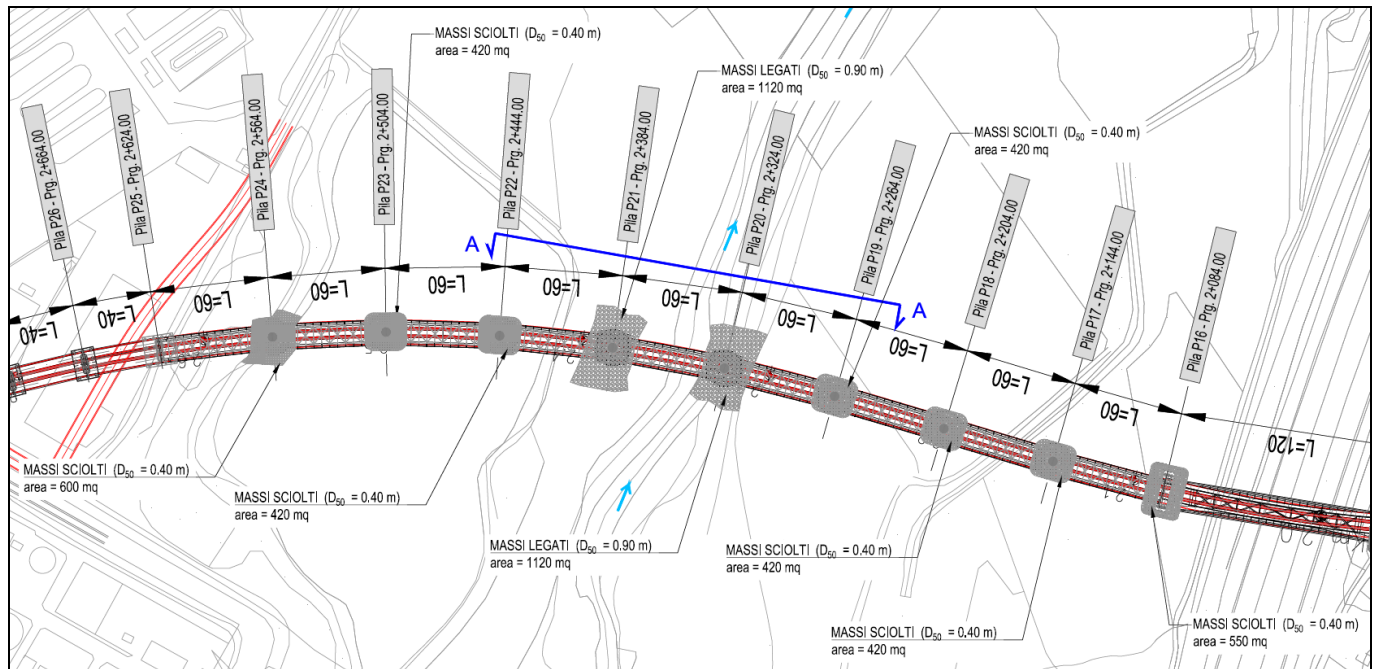 MASSI SCIOLTI (D50 = 0.40 m)
area = 420 mq
MASSI LEGATI (D50 = 0.90 m)
area = 1120 mq
MASSI SCIOLTI (D50 = 0.40 m)
area = 420 mq
Pila P26 - Prg. 2+664.00
Pila P25 - Prg. 2+624.00
Pila P24 - Prg. 2+564.00
Pila P23 - Prg. 2+504.00
Pila P22 - Prg. 2+444.00
Pila P21 - Prg. 2+384.00
Pila P20 - Prg. 2+324.00
Pila P19 - Prg. 2+264.00
Pila P18 - Prg. 2+204.00
Pila P17 - Prg. 2+144.00
Pila P16 - Prg. 2+084.00
A
A
L=40
L=40
L=60
L=60
L=60
L=60
L=60
L=60
L=60
L=60
L=60
L=120
MASSI SCIOLTI (D50 = 0.40 m)
area = 600 mq
MASSI SCIOLTI (D50 = 0.40 m)
area = 420 mq
MASSI LEGATI (D50 = 0.90 m)
area = 1120 mq
MASSI SCIOLTI (D50 = 0.40 m)
area = 420 mq
MASSI SCIOLTI (D50 = 0.40 m)
area = 420 mq
MASSI SCIOLTI (D50 = 0.40 m)
area = 550 mq